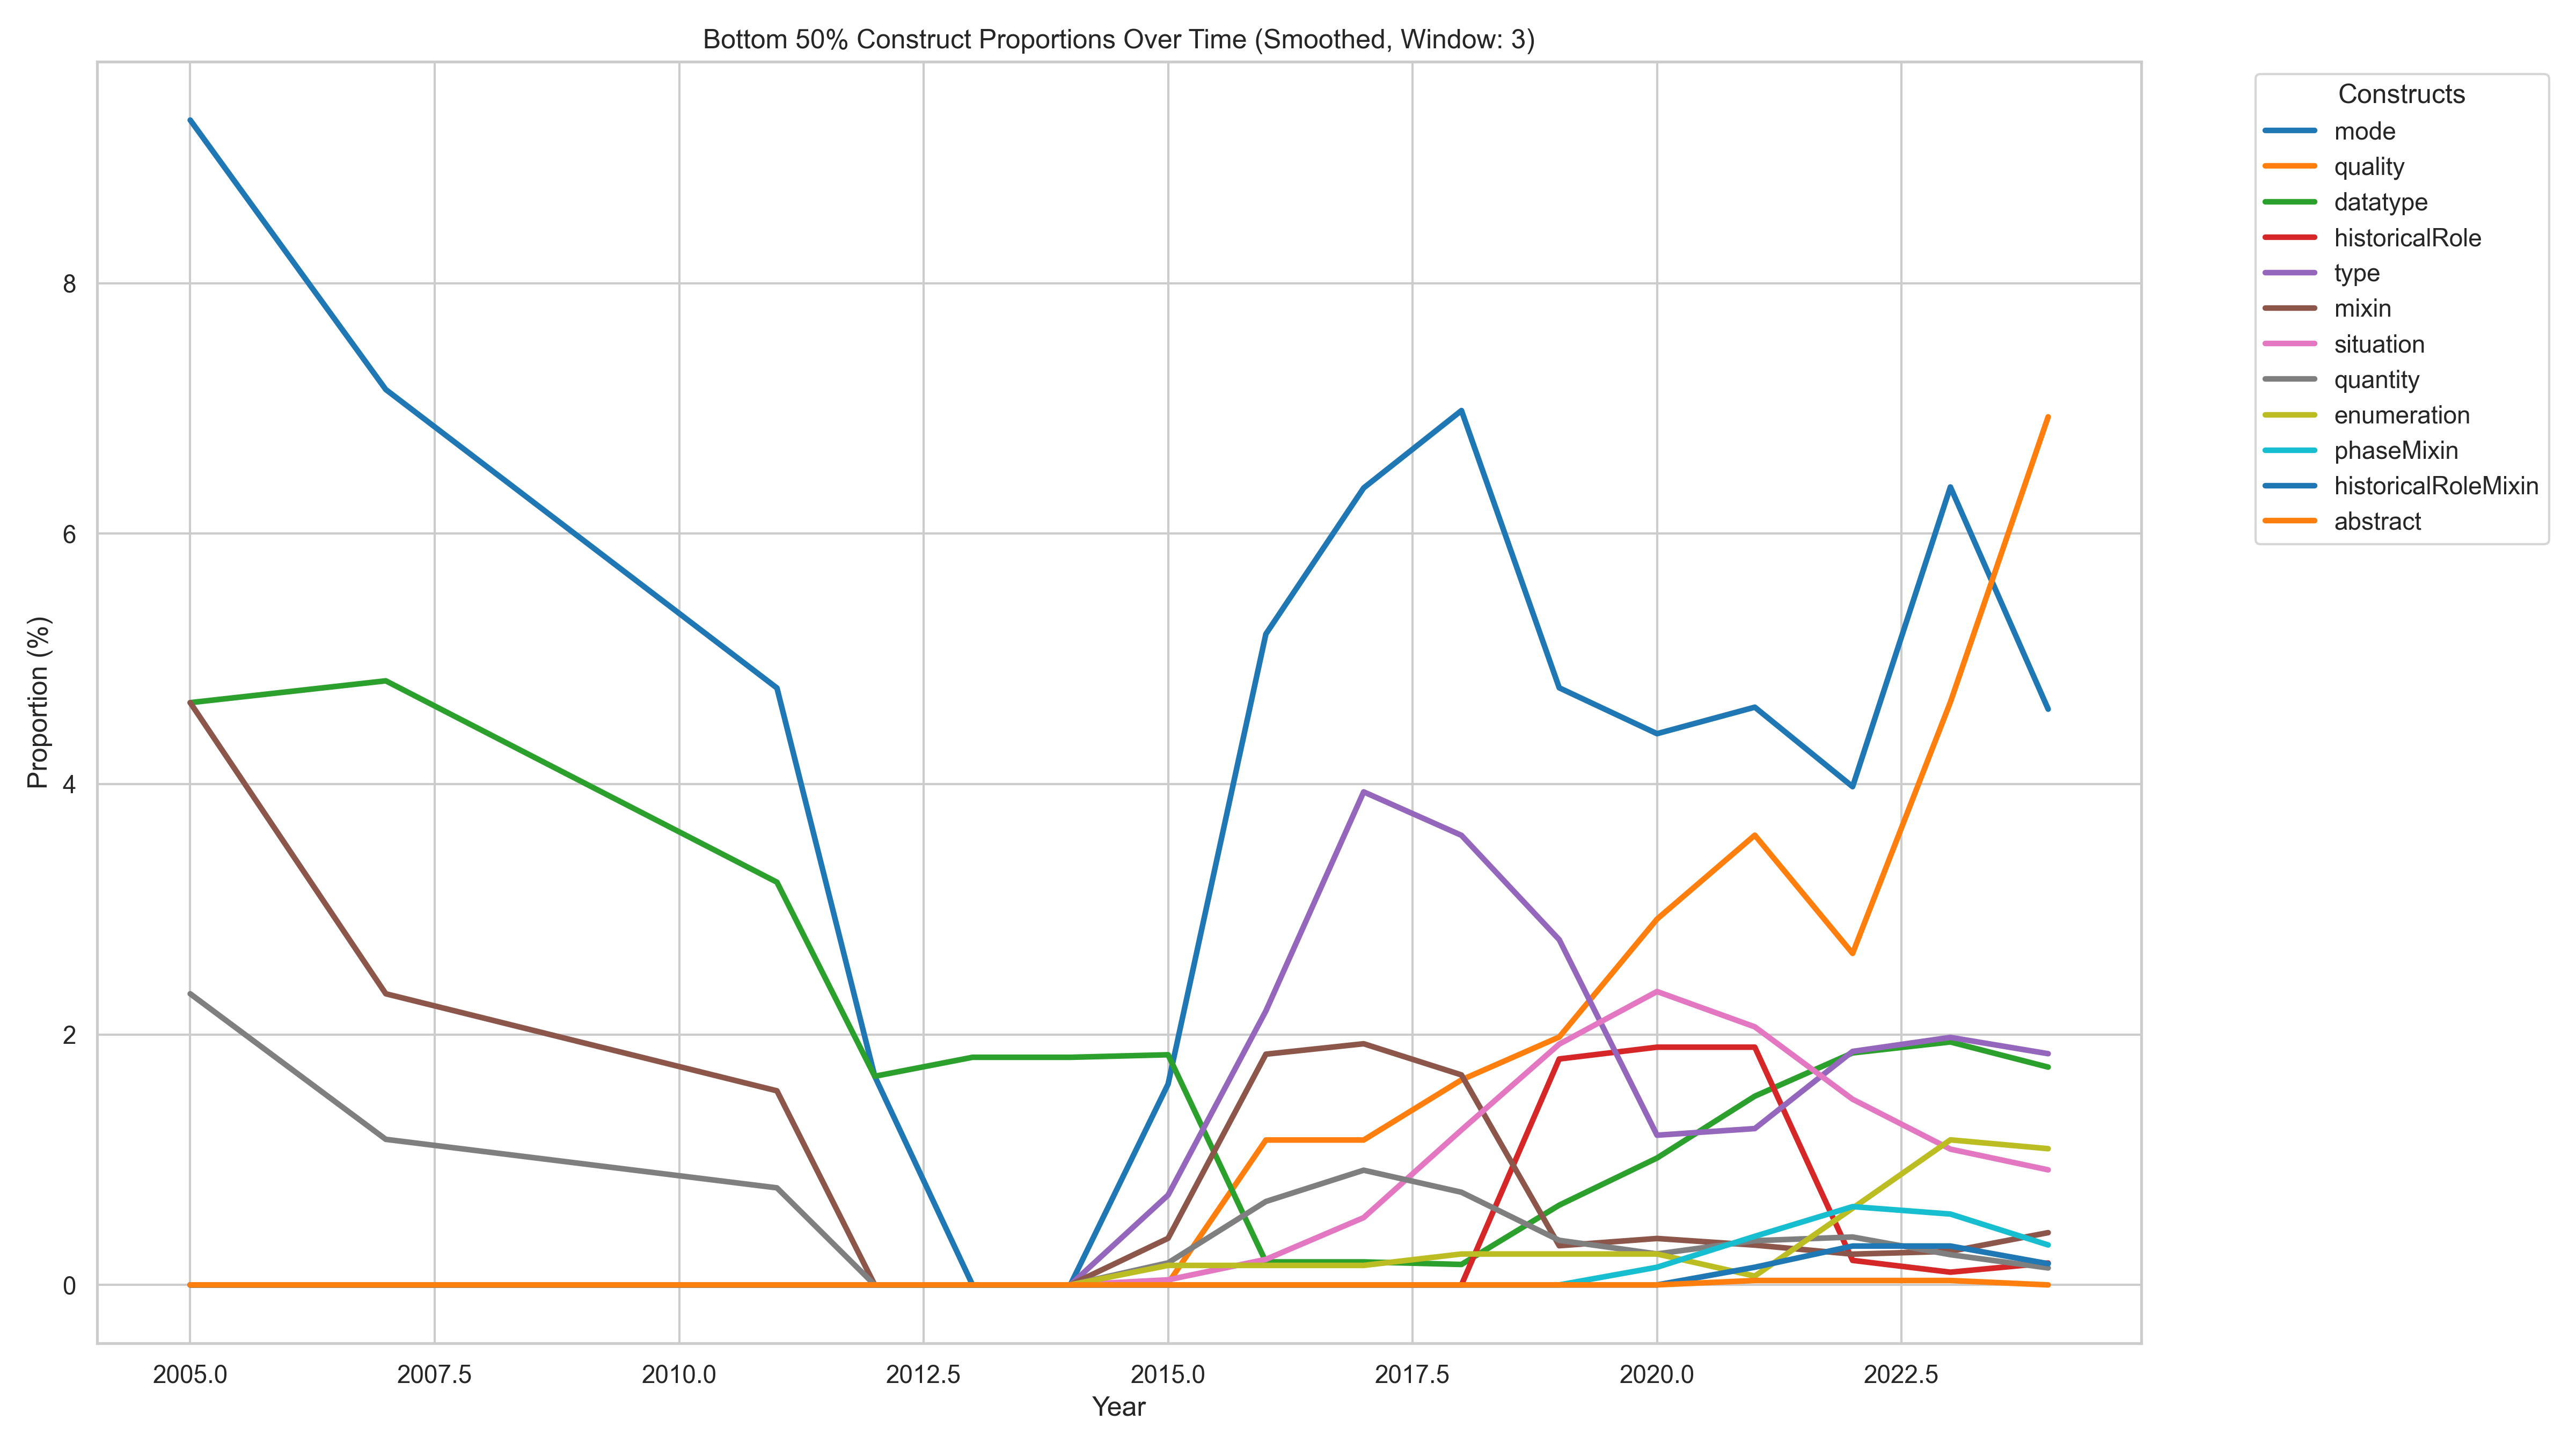 Bottom 50% Construct Proportions Over Time (Smoothed, Window: 3)
Constructs
mode
quality
datatype
historicalRole
type
mixin
situation
quantity
enumeration
phaseMixin
historicalRoleMixin
abstract
Proportion (%)
8
6
4
2
0
2005.0 2007.5 2010.0 2012.5 2015.0 2017.5 2020.0 2022.5
Year